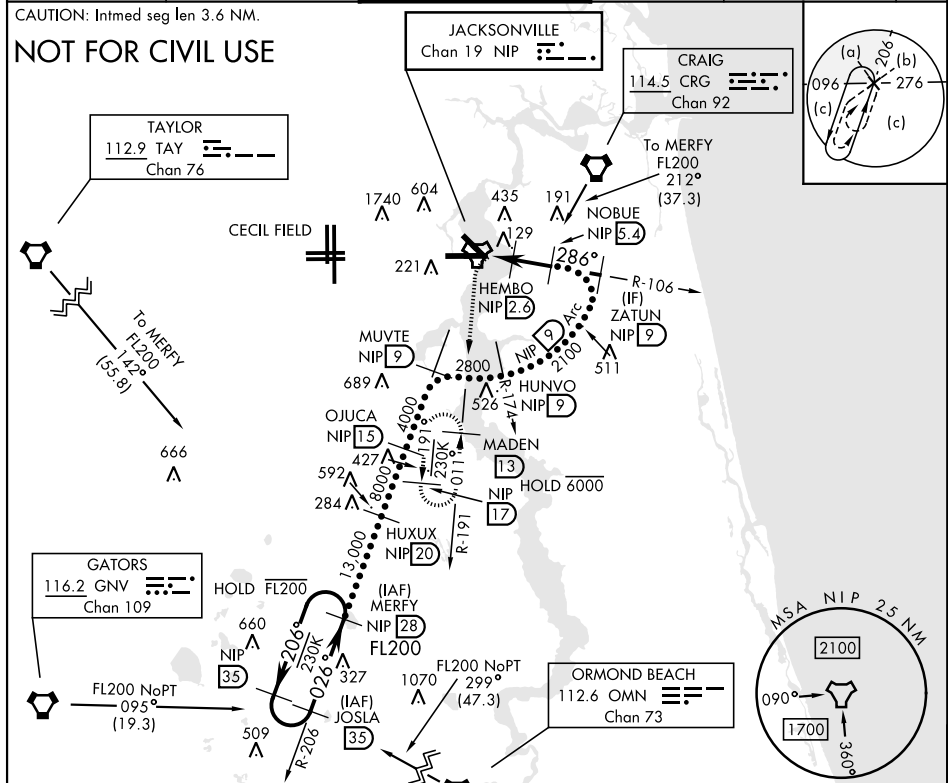 CAUTION: Intmed seg len 3.6 NM.
NOT FOR CIVIL USE
JACKSONVILLE
Chan 19 NIP
CRAIG
114.5 CRG
Chan 92
(a)
206
(b)
096
276
(c)
(c)
TAYLOR
112.9 TAY
Chan 76
To MERFY
FL200
212°
(37.3)
1740
604
435
191
129
NOBUE
NIP 5.4
CECIL FIELD
221
286°
R-106
HEMBO
NIP 2.6
(IF)
ZATUN
NIP 9
NIP 9 Arc
2100
511
To MERFY
FL200
142°
(55.8)
MUVTE
NIP 9
2800
689
526
R-174
HUNVO
NIP 9
4000
OJUCA
NIP 15
191°
230K
011°
MADEN
13
HOLD 6000
427
666
592
8000
284
NIP
17
HUXUX
NIP 20
R-191
13,000
GATORS
116.2 GNV
Chan 109
HOLD FL200
(IAF)
MERFY
NIP 28
FL200
660
206°
230K
026°
NIP
35
327
1070
FL200 NoPT
299°
(47.3)
ORMOND BEACH
112.6 OMN
Chan 73
FL200 NoPT
095°
(19.3)
(IAF)
JOSLA
35
509
R-206
MSA NIP 25 NM
2100
090°
1700
360°